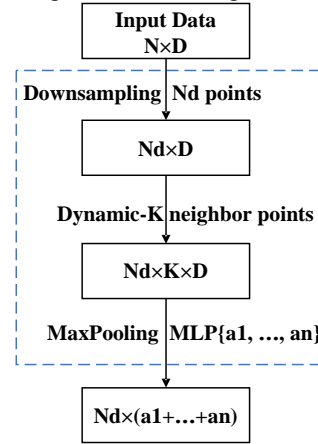 Input Data
N×D
Downsampling Nd points
Nd×D
Dynamic-K neighbor points
Nd×K×D
MaxPooling MLP{a1, …, an}
Nd×(a1+…+an)